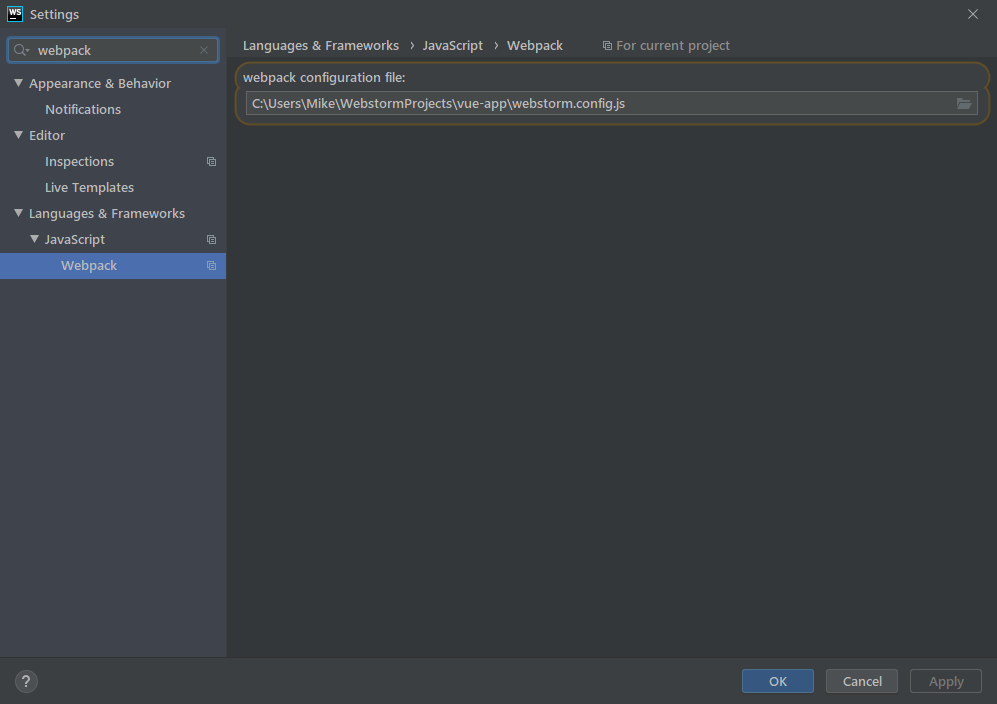 WS Settings
webpack
Appearance & Behavior
Notifications
Editor
Inspections
Live Templates
Languages & Frameworks
JavaScript
Webpack
Languages & Frameworks › JavaScript › Webpack For current project
webpack configuration file:
C:\Users\Mike\WebstormProjects\vue-app\webstorm.config.js
?
OK Cancel Apply